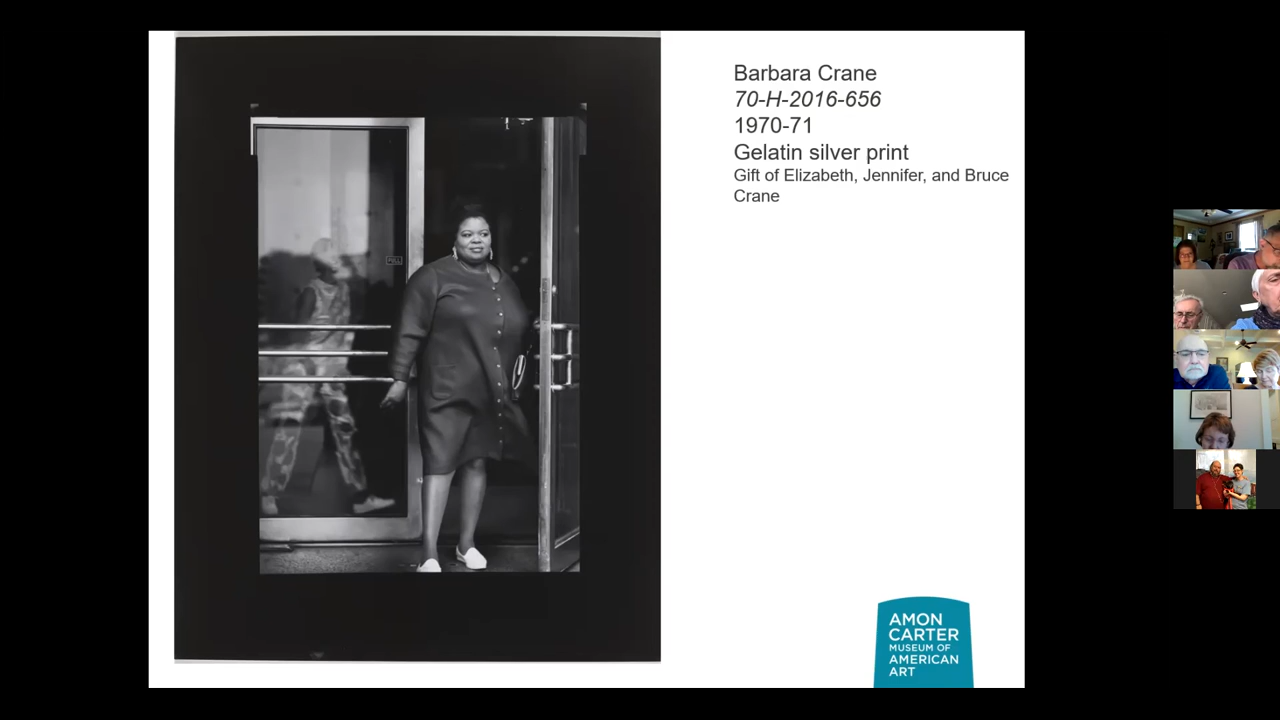 Barbara Crane
70-H-2016-656
1970-71
Gelatin silver print
Gift of Elizabeth, Jennifer, and Bruce
Crane
PULL
AMON
CARTER
MUSEUM OF
AMERICAN
ART